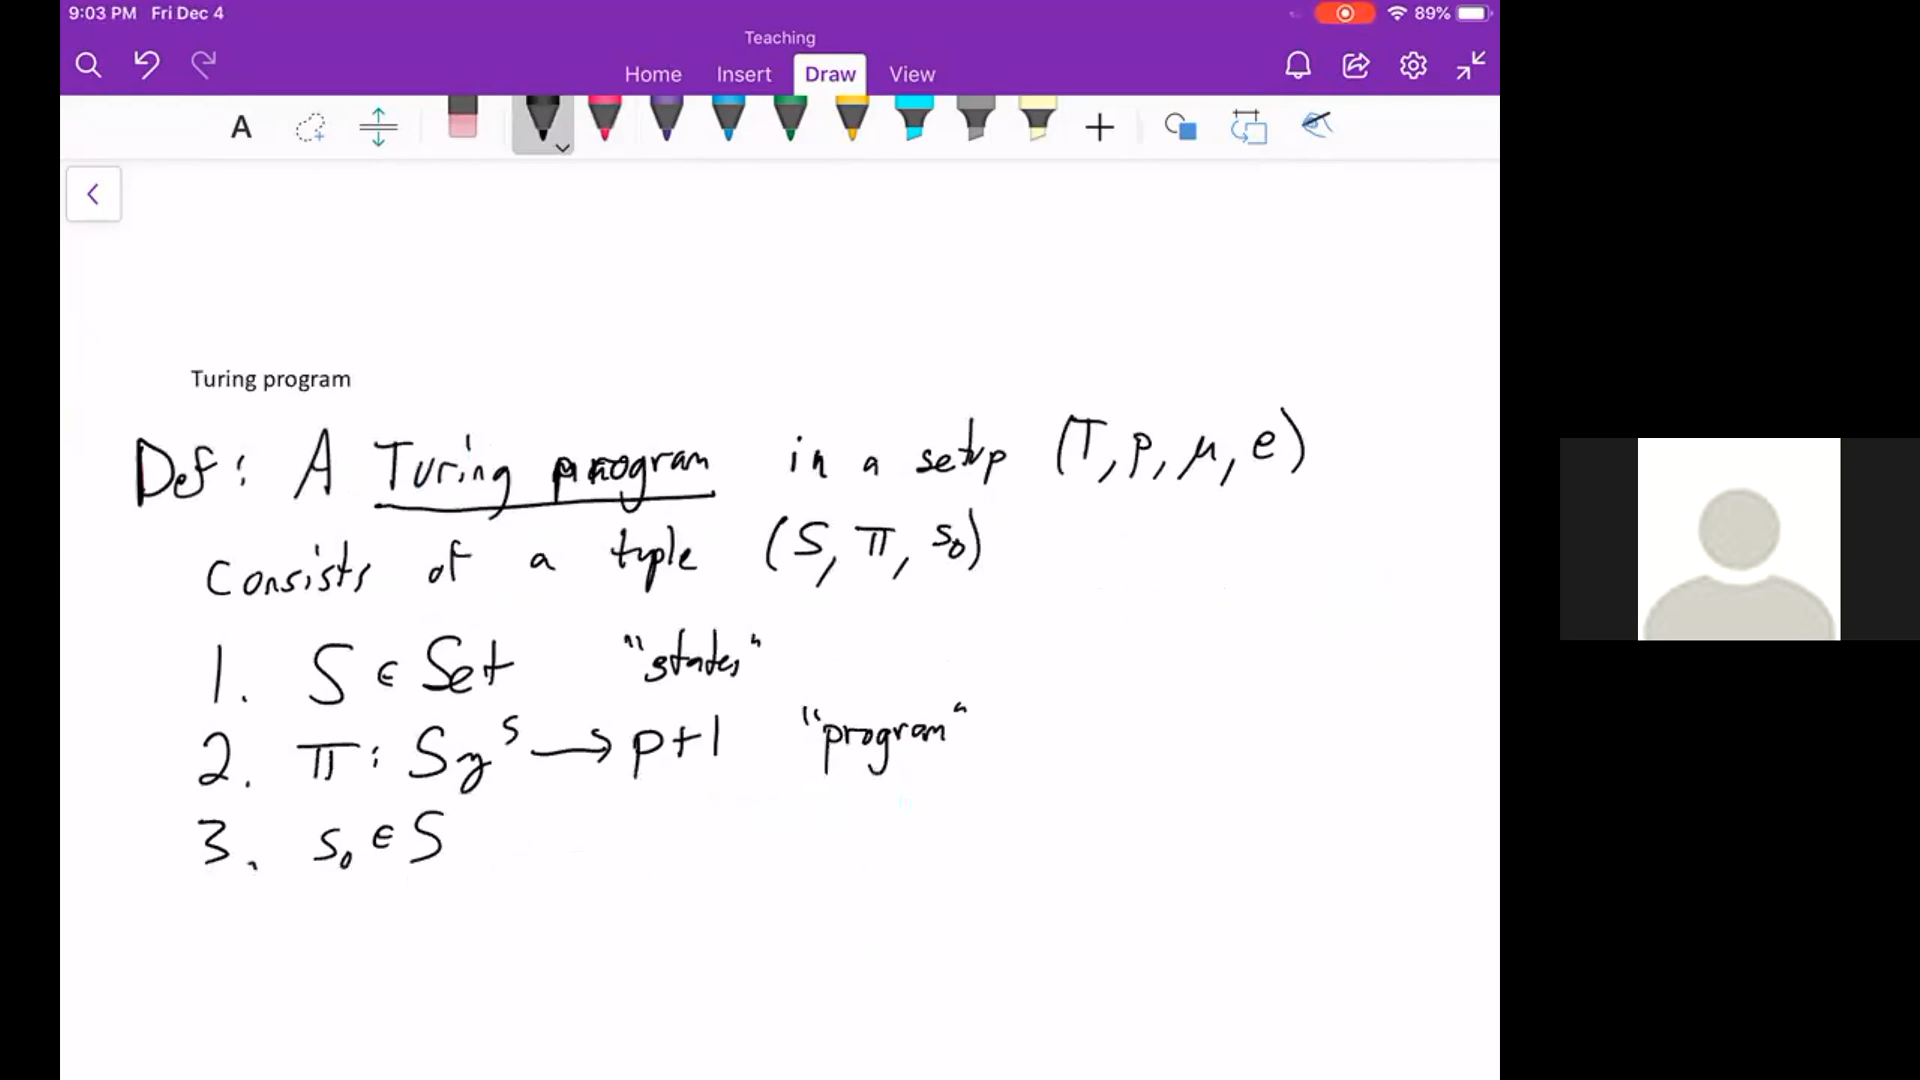 9:03 PM Fri Dec 4
89%
Teaching
Home Insert Draw View
A
Turing program
Def: A Turing program in a setup (T, p, μ, e)
consists of a tuple (S, π, s₀)
1. S ∈ Set "states"
2. π : Sy^S → p+1 "program"
3. s₀ ∈ S